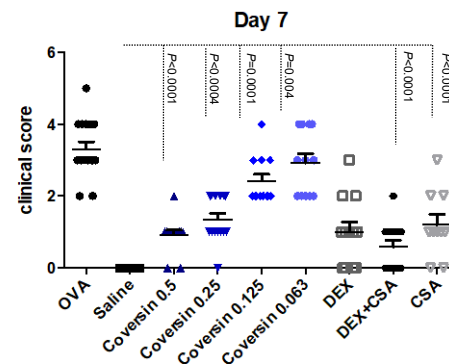 Day 7
clinical score
6
4
2
0
P<0.0001
P<0.0004
P=0.0001
P=0.004
P<0.0001
P<0.0001
OVA
Saline
Coversin 0.5
Coversin 0.25
Coversin 0.125
Coversin 0.063
DEX
DEX+CSA
CSA